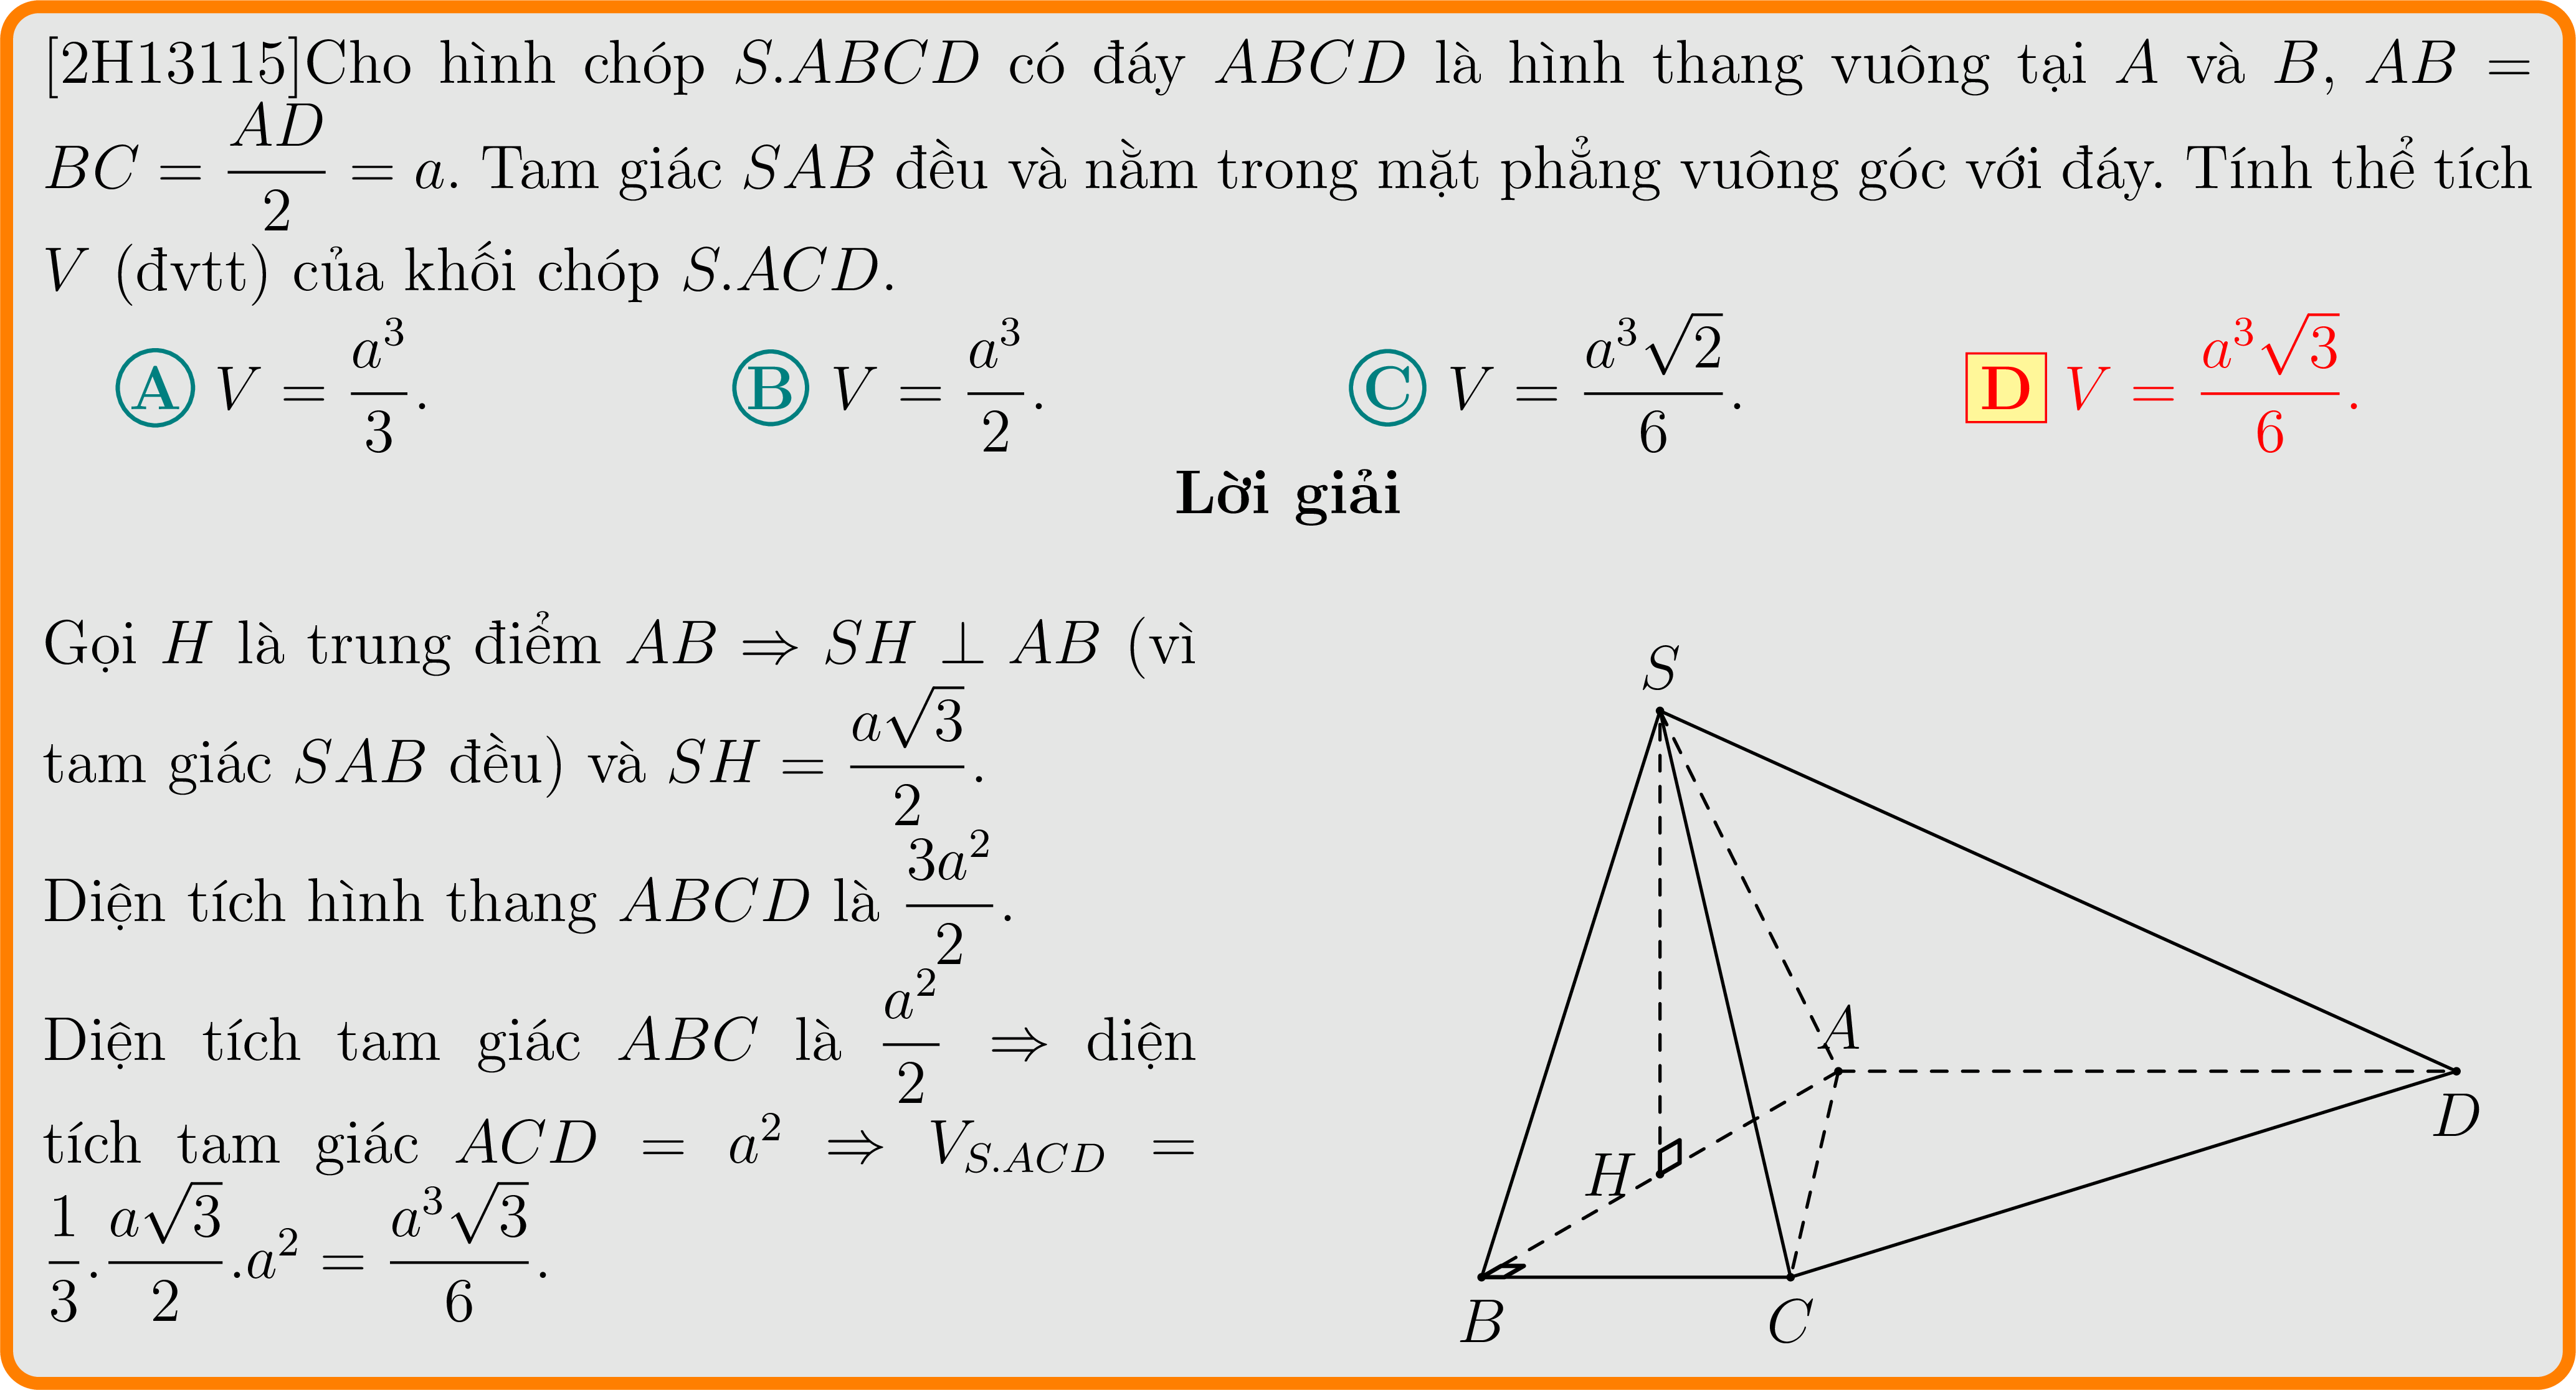 [2H13115]Cho hình chóp S.ABCD có đáy ABCD là hình thang vuông tại A và B, AB =
BC = \frac{AD}{2} = a. Tam giác SAB đều và nằm trong mặt phẳng vuông góc với đáy. Tính thể tích
V (đvtt) của khối chóp S.ACD.
A V = \frac{a^3}{3}. B V = \frac{a^3}{2}. C V = \frac{a^3\sqrt{2}}{6}. D V = \frac{a^3\sqrt{3}}{6}.
Lời giải
Gọi H là trung điểm AB ⇒ SH ⊥ AB (vì
tam giác SAB đều) và SH = \frac{a\sqrt{3}}{2}.
Diện tích hình thang ABCD là \frac{3a^2}{2}.
Diện tích tam giác ABC là \frac{a^2}{2} ⇒ diện
tích tam giác ACD = a^2 ⇒ V_{S.ACD} =
\frac{1}{3}.\frac{a\sqrt{3}}{2}.a^2 = \frac{a^3\sqrt{3}}{6}.
S
A
D
H
B
C